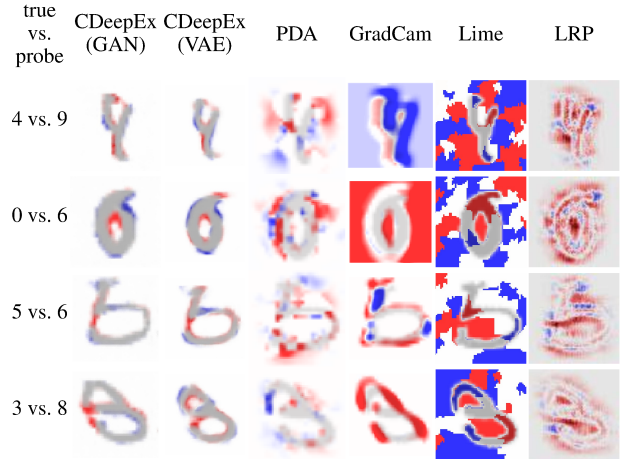 true vs. probe CDeepEx (GAN) CDeepEx (VAE) PDA GradCam Lime LRP
4 vs. 9
0 vs. 6
5 vs. 6
3 vs. 8